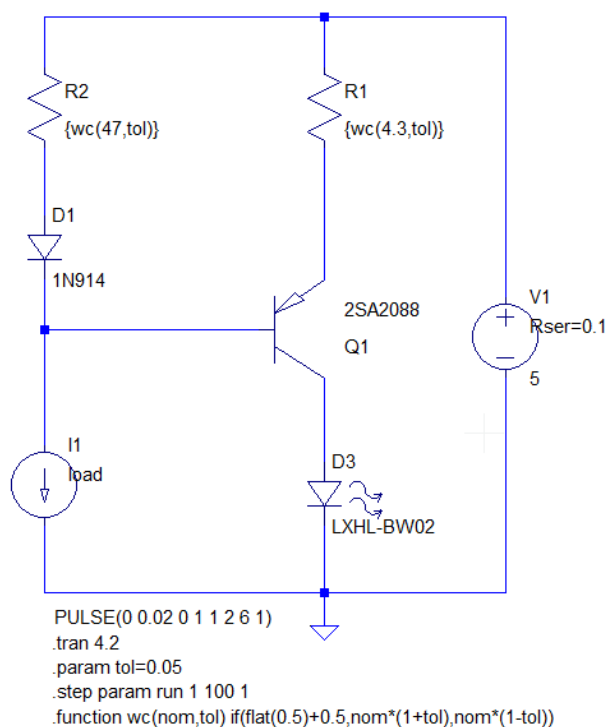 R2
{wc(47,tol)}
R1
{wc(4.3,tol)}
D1
1N914
2SA2088
Q1
V1
Rser=0.1
5
I1
load
D3
LXHL-BW02
PULSE(0 0.02 0 1 1 2 6 1)
.tran 4.2
.param tol=0.05
.step param run 1 100 1
.function wc(nom,tol) if(flat(0.5)+0.5,nom*(1+tol),nom*(1-tol))